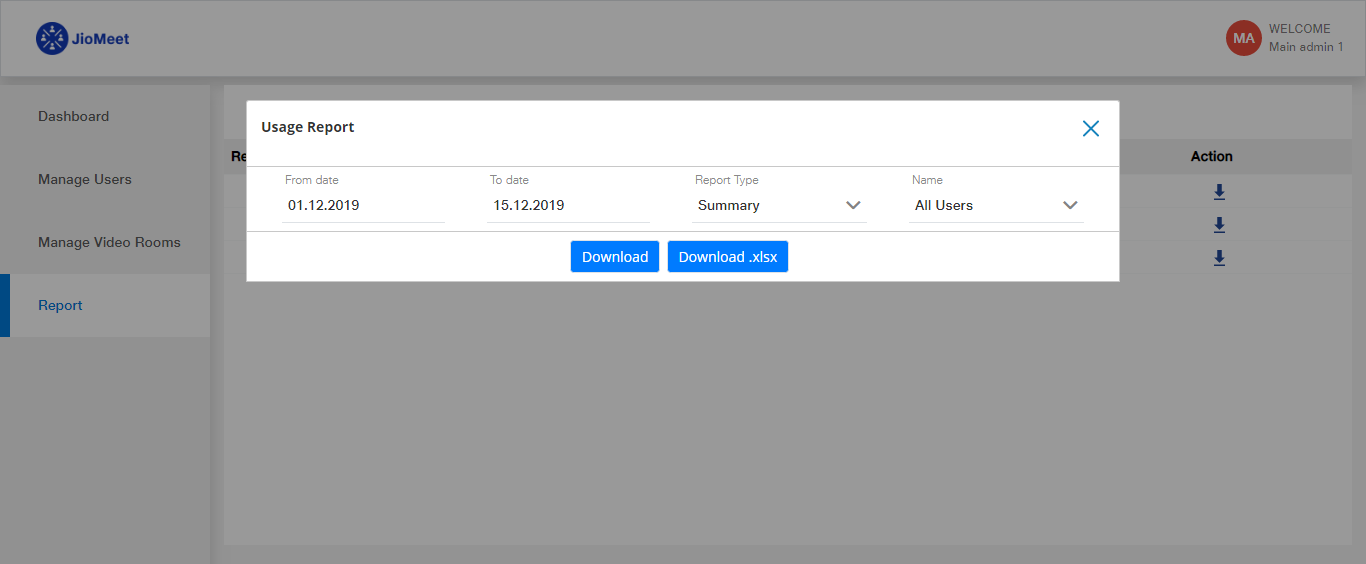 JioMeet
MA
WELCOME
Main admin 1
Dashboard
Manage Users
Manage Video Rooms
Report
Action
Usage Report
From date
To date
Report Type
Name
01.12.2019
15.12.2019
Summary
All Users
Download
Download .xlsx